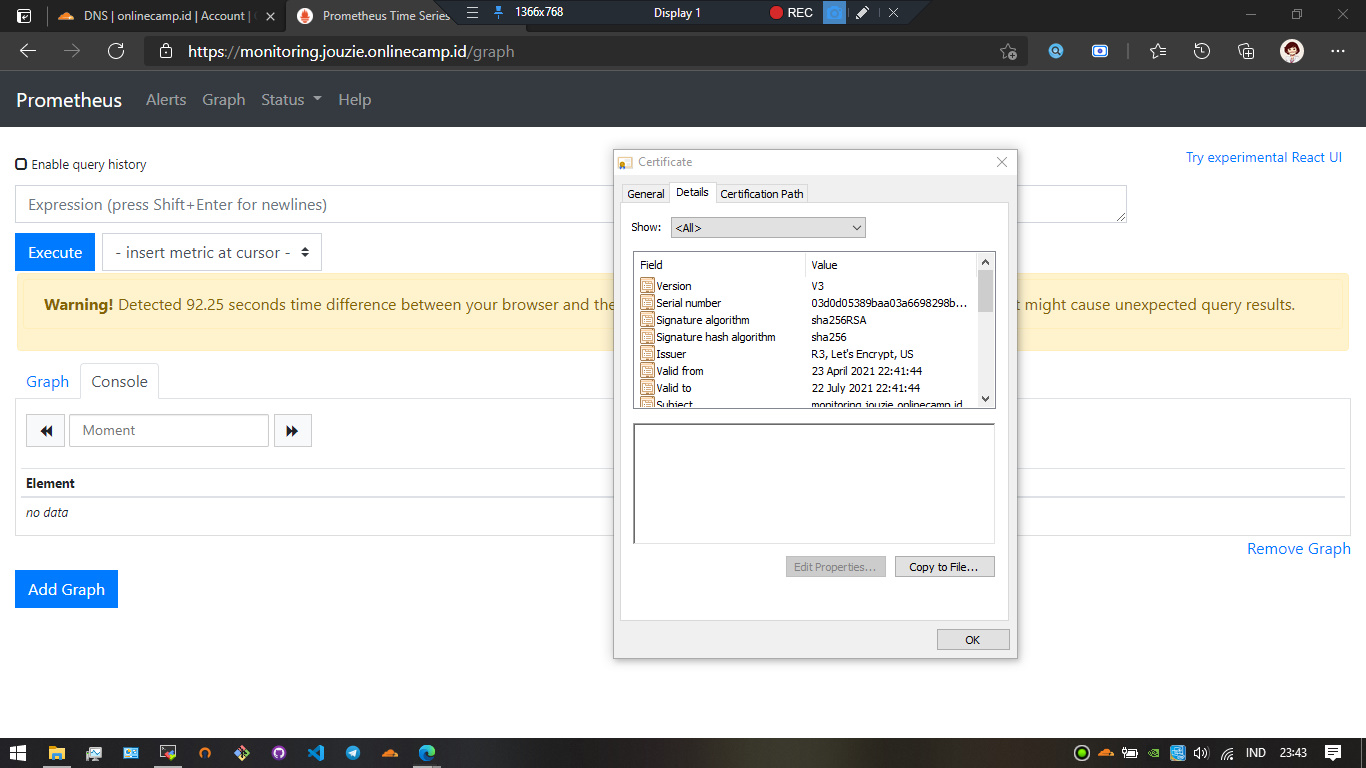 DNS | onlinecamp.id | Account |
Prometheus Time Series
1366x768
Display 1
REC
https://monitoring.jouzie.onlinecamp.id/graph
Prometheus
Alerts
Graph
Status
Help
Enable query history
Try experimental React UI
Expression (press Shift+Enter for newlines)
Execute
- insert metric at cursor -
Warning! Detected 92.25 seconds time difference between your browser and the
t might cause unexpected query results.
Graph
Console
Moment
Element
no data
Remove Graph
Add Graph
Certificate
General
Details
Certification Path
Show:
<All>
Field Value
Version V3
Serial number 03d0d05389baa03a6698298b...
Signature algorithm sha256RSA
Signature hash algorithm sha256
Issuer R3, Let's Encrypt, US
Valid from 23 April 2021 22:41:44
Valid to 22 July 2021 22:41:44
Subject monitoring.jouzie.onlinecamp.id
Edit Properties...
Copy to File...
OK
IND
23:43